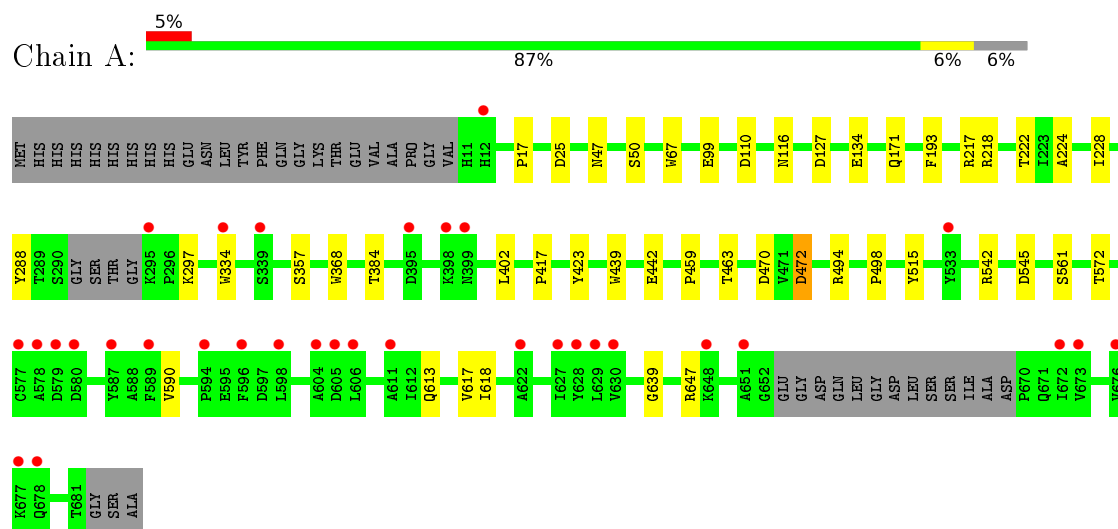 5%
Chain A:
87% 6% 6%
MET HIS HIS HIS HIS HIS HIS HIS HIS GLU ASN LEU TYR PHE GLN GLY LYS THR GLU VAL ALA PRO GLY VAL H11 H12 P17 D25 N47 S50 W67 E99 D110 N116 D127 E134 Q171 F193 R217 R218 T222 I223 A224 I228
Y288 T289 S290 GLY SER THR GLY K295 P296 K297 W334 S339 S357 W368 T384 D395 K398 N399 L402 P417 Y423 W439 E442 P459 T463 D470 V471 D472 R494 P498 Y515 Y533 R542 D545 S561 T572
C577 A578 D579 D580 Y587 A588 F589 V590 P594 E595 F596 D597 L598 A604 D605 L606 A611 I612 Q613 V617 I618 A622 I627 Y628 L629 V630 G639 R647 K648 A651 G652 GLU GLY ASP GLN LEU GLY ASP LEU SER SER ILE ALA ASP P670 Q671 I672 V673 V676
K677 Q678 T681 GLY SER ALA